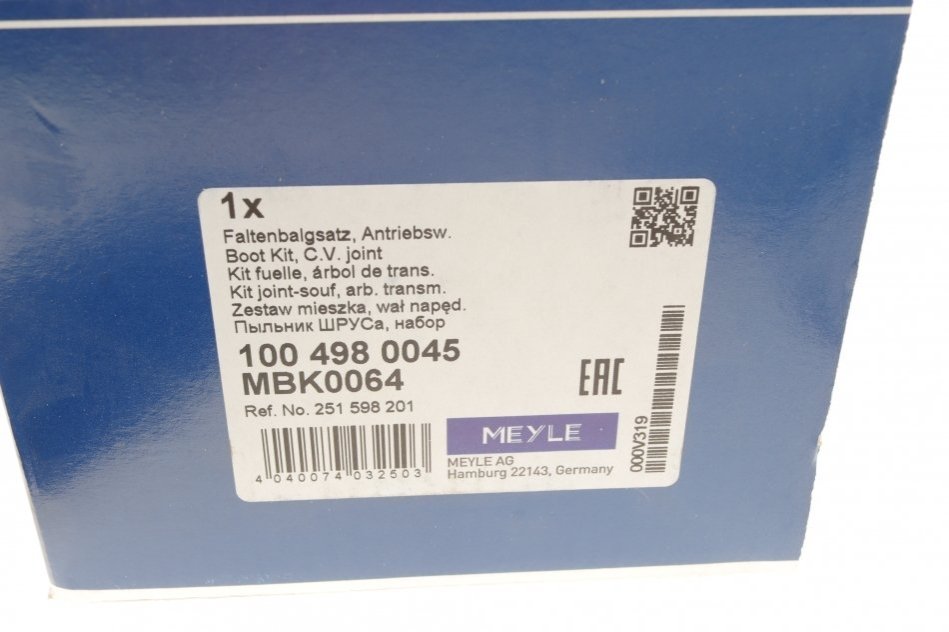 1x
Faltenbalgsatz, Antriebsw.
Boot Kit, C.V. joint
Kit fuelle, árbol de trans.
Kit joint-souf, arb. transm.
Zestaw mieszka, wał napęd.
Пыльник ШРУСа, набор
100 498 0045
MBK0064
Ref. No. 251 598 201
EAC
4 040074 032503
MEYLE
MEYLE AG
Hamburg 22143, Germany
000V319